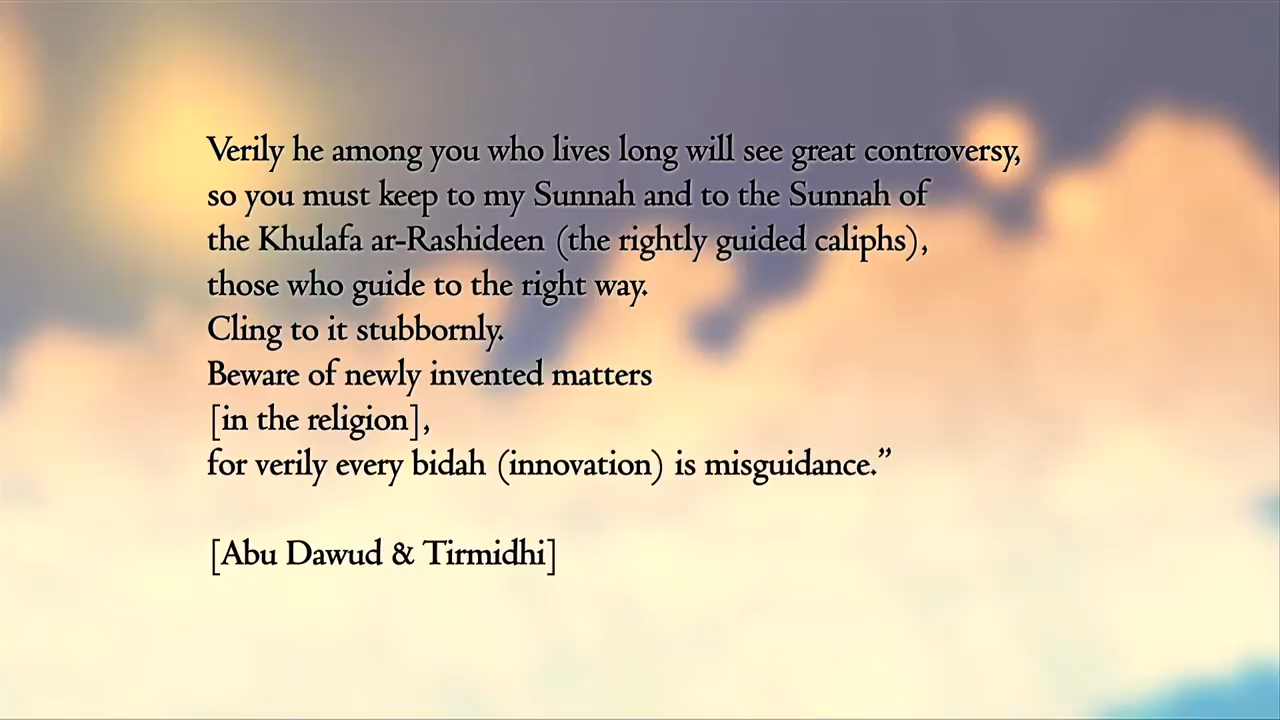 Verily he among you who lives long will see great controversy,
so you must keep to my Sunnah and to the Sunnah of
the Khulafa ar-Rashideen (the rightly guided caliphs),
those who guide to the right way.
Cling to it stubbornly.
Beware of newly invented matters
[in the religion],
for verily every bidah (innovation) is misguidance.”
[Abu Dawud & Tirmidhi]